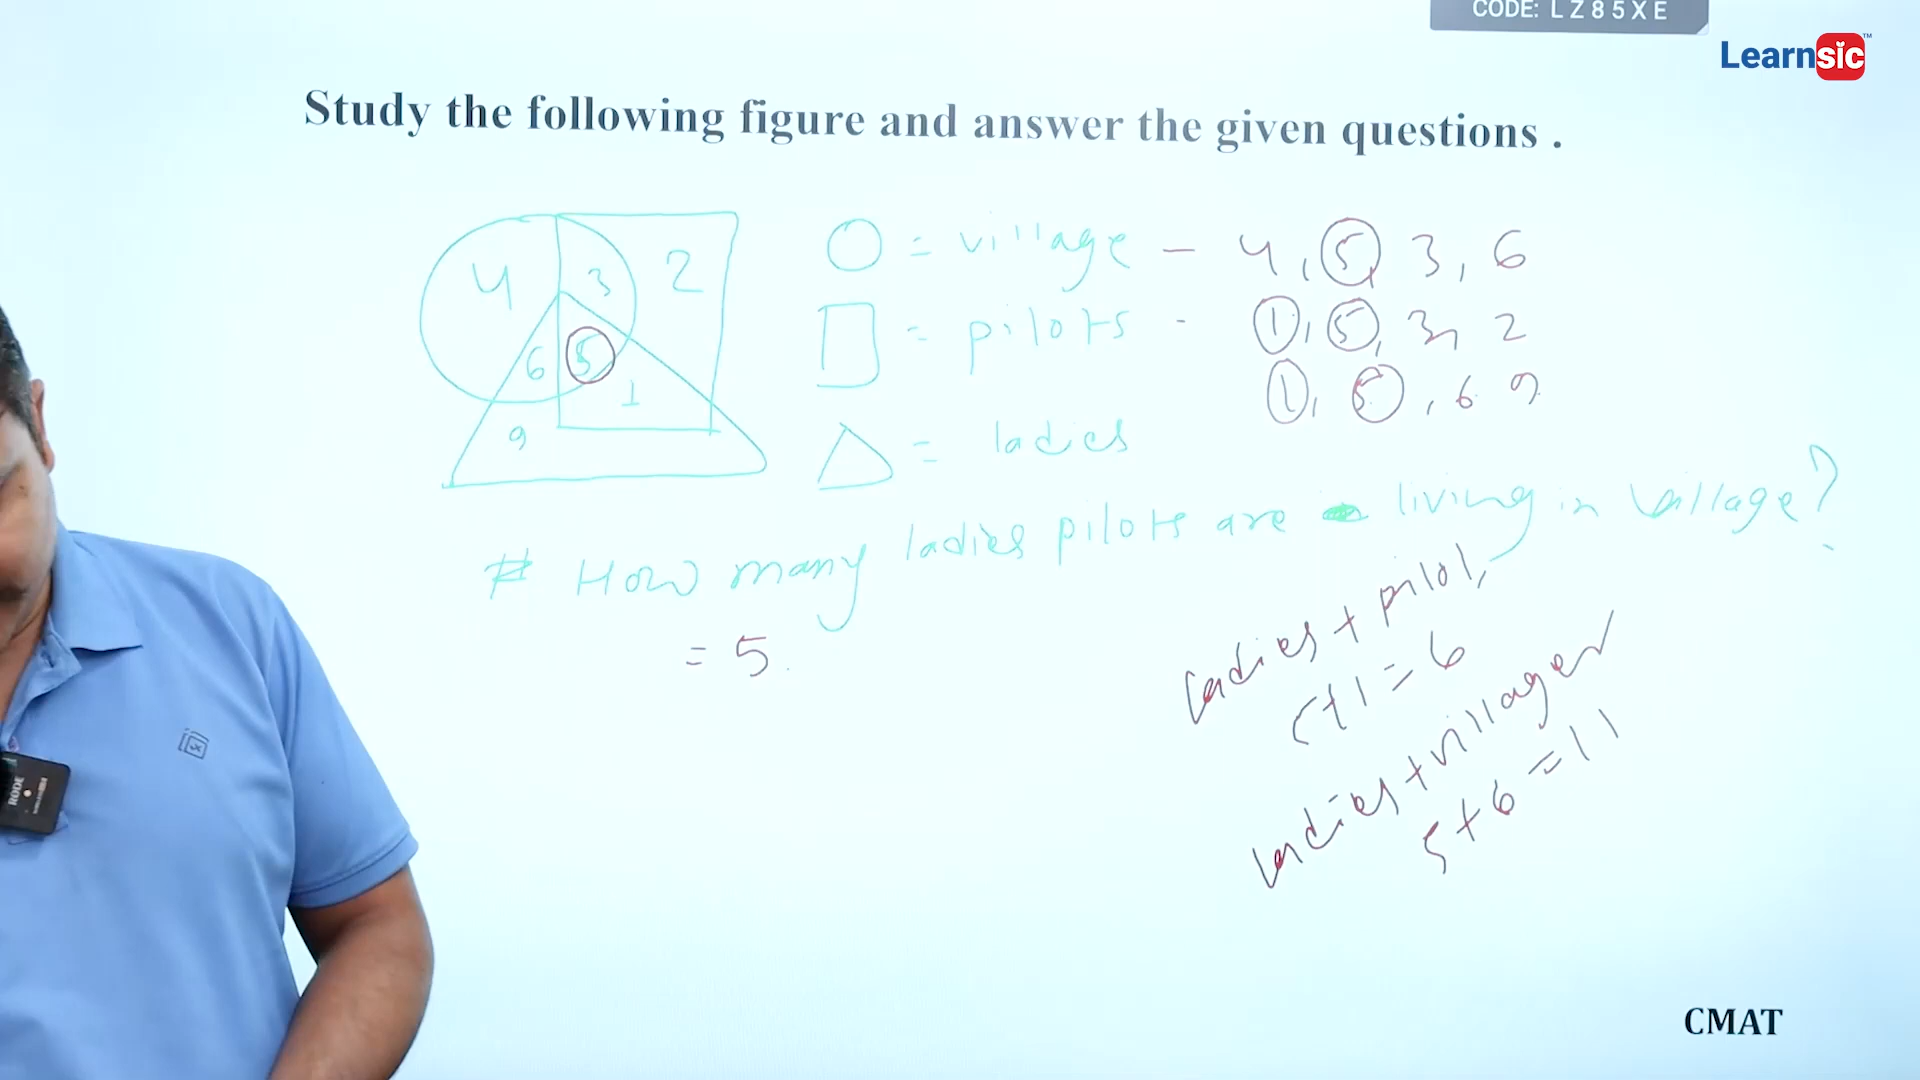 CODE: LZ85XE
Learnsic™
Study the following figure and answer the given questions .
4 3 2
6 5 1
9
○ = village - 4, 5, 3, 6
□ = pilots - 1, 5, 3, 2
1, 5, 6 9
△ = ladies
# How many ladies pilots are living in village?
= 5.
ladies + pilot,
5+1 = 6
ladies + villager
5+6 = 11
RODE
CMAT